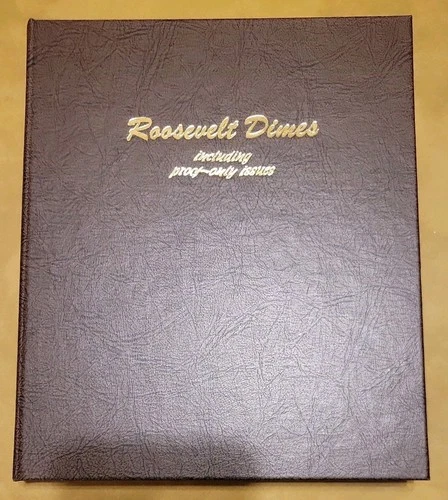 Roosevelt Dimes
including
proof-only issues